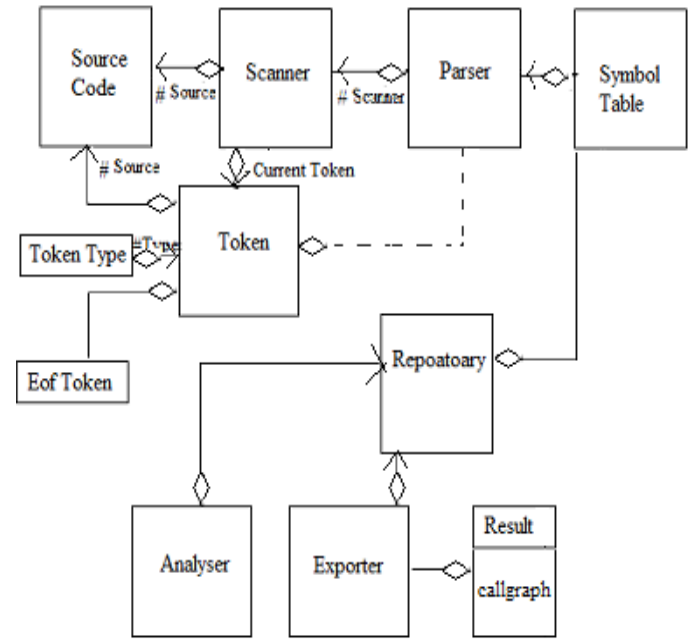 Source
Code
Scanner
Parser
Symbol
Table
# Source
# Scanner
# Source
Current Token
Token
#Type
Token Type
Eof Token
Repoatoary
Analyser
Exporter
Result
callgraph